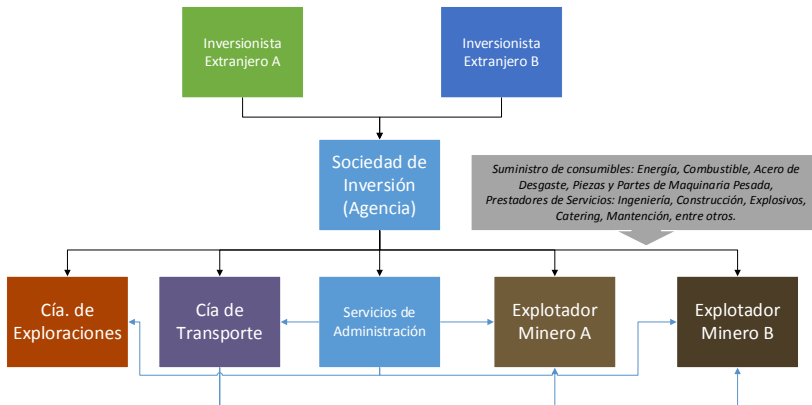 Inversionista
Extranjero A
Inversionista
Extranjero B
Sociedad de
Inversión
(Agencia)
Suministro de consumibles: Energía, Combustible, Acero de
Desgaste, Piezas y Partes de Maquinaria Pesada,
Prestadores de Servicios: Ingeniería, Construcción, Explosivos,
Catering, Mantención, entre otros.
Cía. de
Exploraciones
Cía de
Transporte
Servicios de
Administración
Explotador
Minero A
Explotador
Minero B